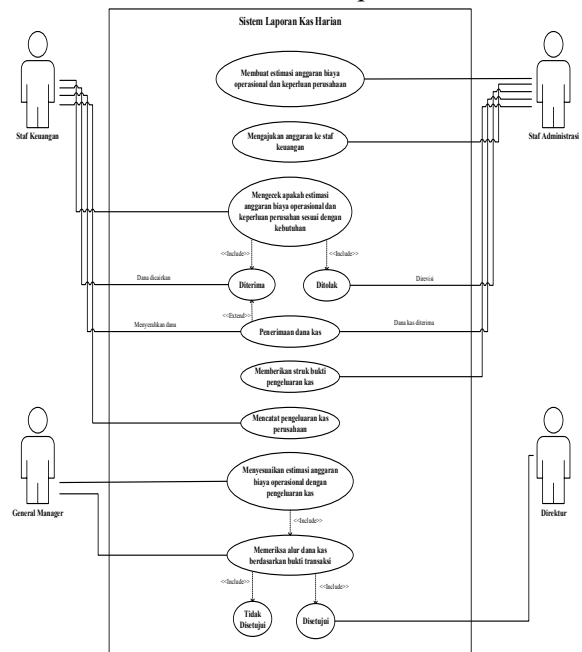 Sistem Laporan Kas Harian
Membuat estimasi anggaran biaya
operasional dan keperluan perusahaan
Staf Keuangan
Staf Administrasi
Mengajukan anggaran ke staf
keuangan
Mengecek apakah estimasi
anggaran biaya operasional dan
keperluan perusahan sesuai dengan
kebutuhan
<<Include>>
<<Include>>
Dana dicairkan
Diterima
Ditolak
Direvisi
<<Extend>>
Menyerahkan dana
Penerimaan dana kas
Dana kas diterima
Memberikan struk bukti
pengeluaran kas
Mencatat pengeluaran kas
perusahaan
Menyesuaikan estimasi anggaran
biaya operasional dengan
pengeluaran kas
General Manager
Direktur
<<Include>>
Memeriksa alur dana kas
berdasarkan bukti transaksi
<<Include>>
<<Include>>
Tidak
Disetujui
Disetujui